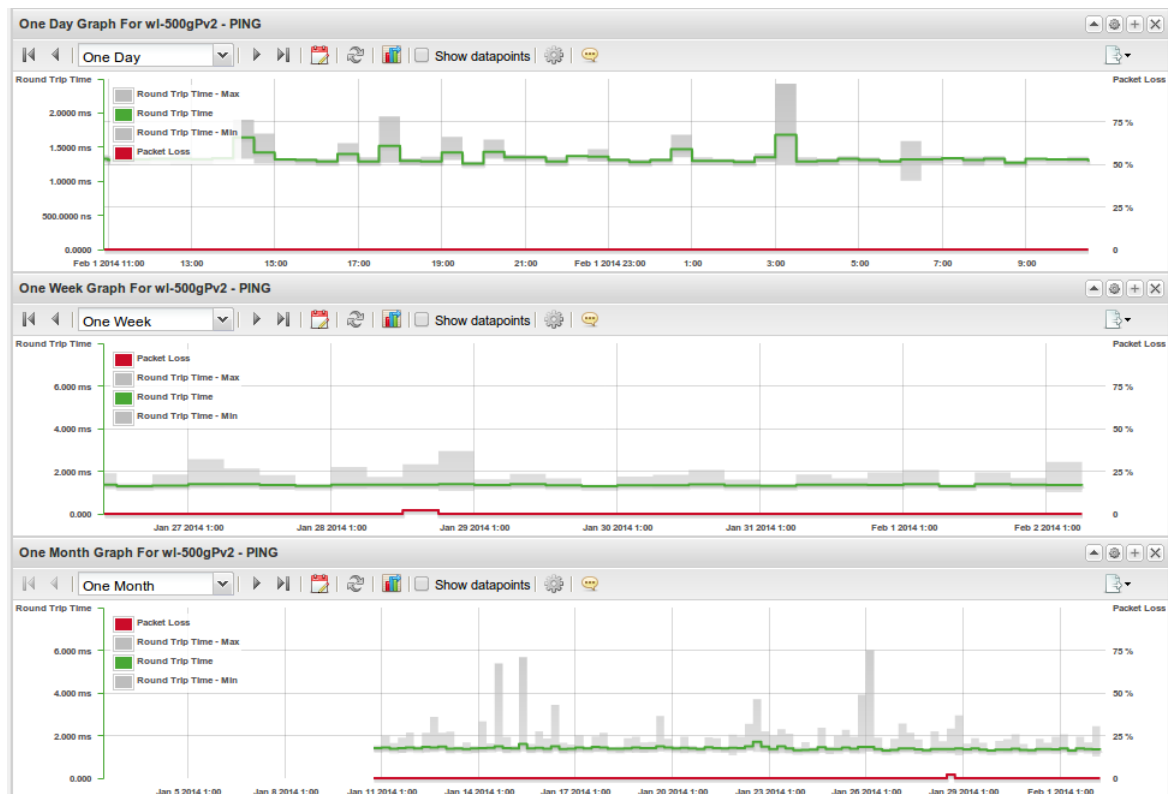 One Day Graph For wl-500gPv2 - PING
One Day
Show datapoints
Round Trip Time
Packet Loss
Round Trip Time - Max
Round Trip Time
Round Trip Time - Min
Packet Loss
2.0000 ms
1.5000 ms
1.0000 ms
500.0000 ns
0.0000
75 %
50 %
25 %
0
Feb 1 2014 11:00 13:00 15:00 17:00 19:00 21:00 Feb 1 2014 23:00 1:00 3:00 5:00 7:00 9:00
One Week Graph For wl-500gPv2 - PING
One Week
Show datapoints
Round Trip Time
Packet Loss
Packet Loss
Round Trip Time - Max
Round Trip Time
Round Trip Time - Min
6.000 ms
4.000 ms
2.000 ms
0.000
75 %
50 %
25 %
0
Jan 27 2014 1:00 Jan 28 2014 1:00 Jan 29 2014 1:00 Jan 30 2014 1:00 Jan 31 2014 1:00 Feb 1 2014 1:00 Feb 2 2014 1:00
One Month Graph For wl-500gPv2 - PING
One Month
Show datapoints
Round Trip Time
Packet Loss
Packet Loss
Round Trip Time - Max
Round Trip Time
Round Trip Time - Min
6.000 ms
4.000 ms
2.000 ms
0.000
75 %
50 %
25 %
0
Jan 5 2014 1:00 Jan 8 2014 1:00 Jan 11 2014 1:00 Jan 14 2014 1:00 Jan 17 2014 1:00 Jan 20 2014 1:00 Jan 23 2014 1:00 Jan 26 2014 1:00 Jan 29 2014 1:00 Feb 1 2014 1:00